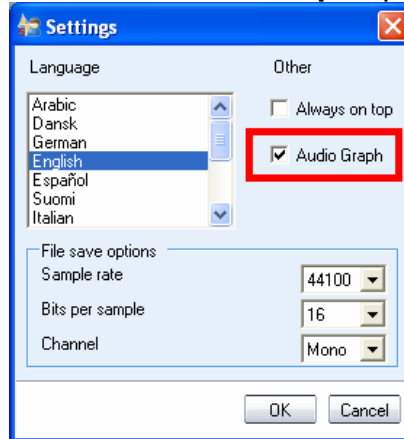 Settings
Language
Other
Arabic
Dansk
German
English
Español
Suomi
Italian
Always on top
Audio Graph
File save options
Sample rate
44100
Bits per sample
16
Channel
Mono
OK
Cancel